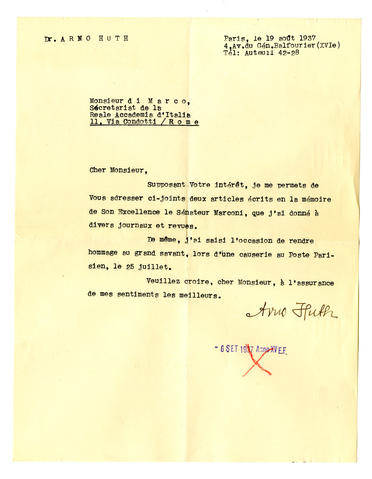 Dr. ARNO HUTH
Paris, le 19 août 1937
4, Av.du Gén.Balfourier(XVIe)
Tél: Auteuil 42-28
Monsieur di Marco,
Sécretariat de la
Reale Accademia d'Italia
11, Via Condotti / Rome
Cher Monsieur,
Supposant Votre intérêt, je me permets de
Vous adresser ci-joints deux articles écrits en la mémoire
de Son Excellence le Sénateur Marconi, que j'ai donné à
divers journaux et revues.
De même, j'ai saisi l'occasion de rendre
hommage au grand savant, lors d'une causerie au Poste Pari-
sien, le 25 juillet.
Veuillez croire, cher Monsieur, à l'assurance
de mes sentiments les meilleurs.
Arno Huth
- 6 SET 1937 Anno XV E.F.